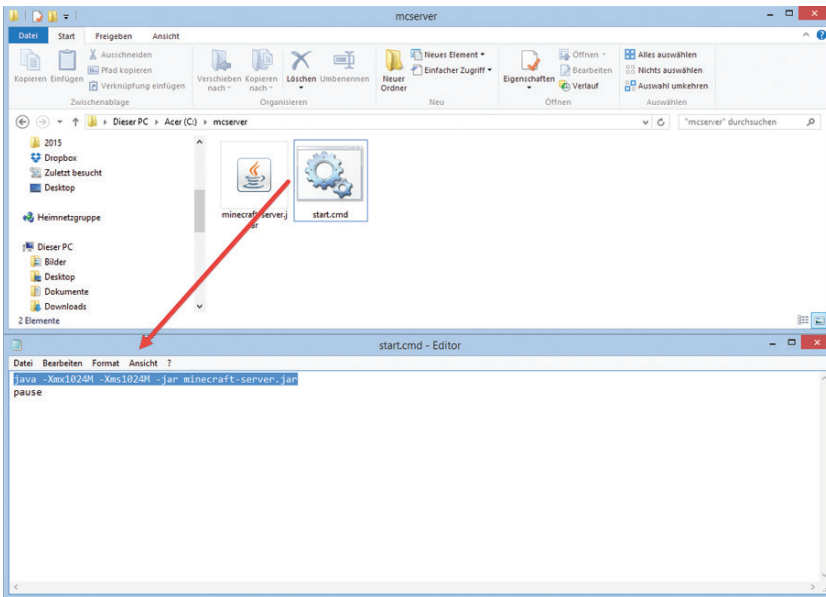 mcserver
Datei Start Freigeben Ansicht
Kopieren Einfügen
Ausschneiden
Pfad kopieren
Verknüpfung einfügen
Zwischenablage
Verschieben nach
Kopieren nach
Löschen
Umbenennen
Organisieren
Neuer Ordner
Neues Element
Einfacher Zugriff
Neu
Eigenschaften
Öffnen
Bearbeiten
Verlauf
Öffnen
Alles auswählen
Nichts auswählen
Auswahl umkehren
Auswählen
Dieser PC Acer (C:) mcserver
"mcserver" durchsuchen
2015
Dropbox
Zuletzt besucht
Desktop
Heimnetzgruppe
Dieser PC
Bilder
Desktop
Dokumente
Downloads
minecraft-server.j
ar
start.cmd
2 Elemente
start.cmd - Editor
Datei Bearbeiten Format Ansicht ?
java -Xmx1024M -Xms1024M -jar minecraft-server.jar
pause